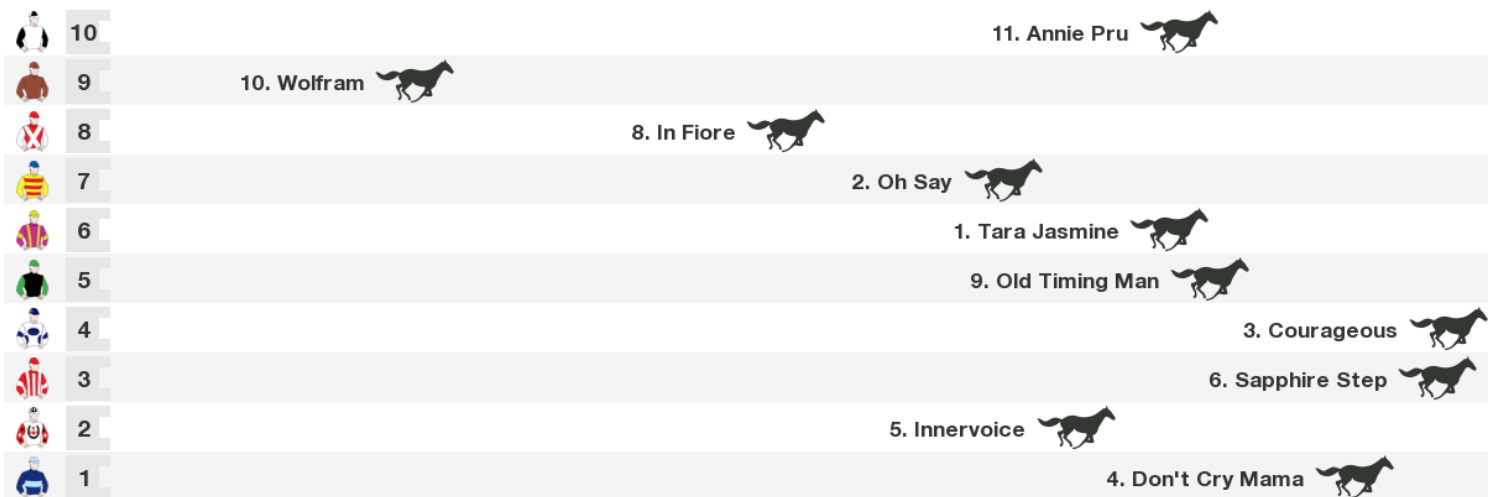 10 11. Annie Pru
9 10. Wolfram
8 8. In Fiore
7 2. Oh Say
6 1. Tara Jasmine
5 9. Old Timing Man
4 3. Courageous
3 6. Sapphire Step
2 5. Innervoice
1 4. Don't Cry Mama